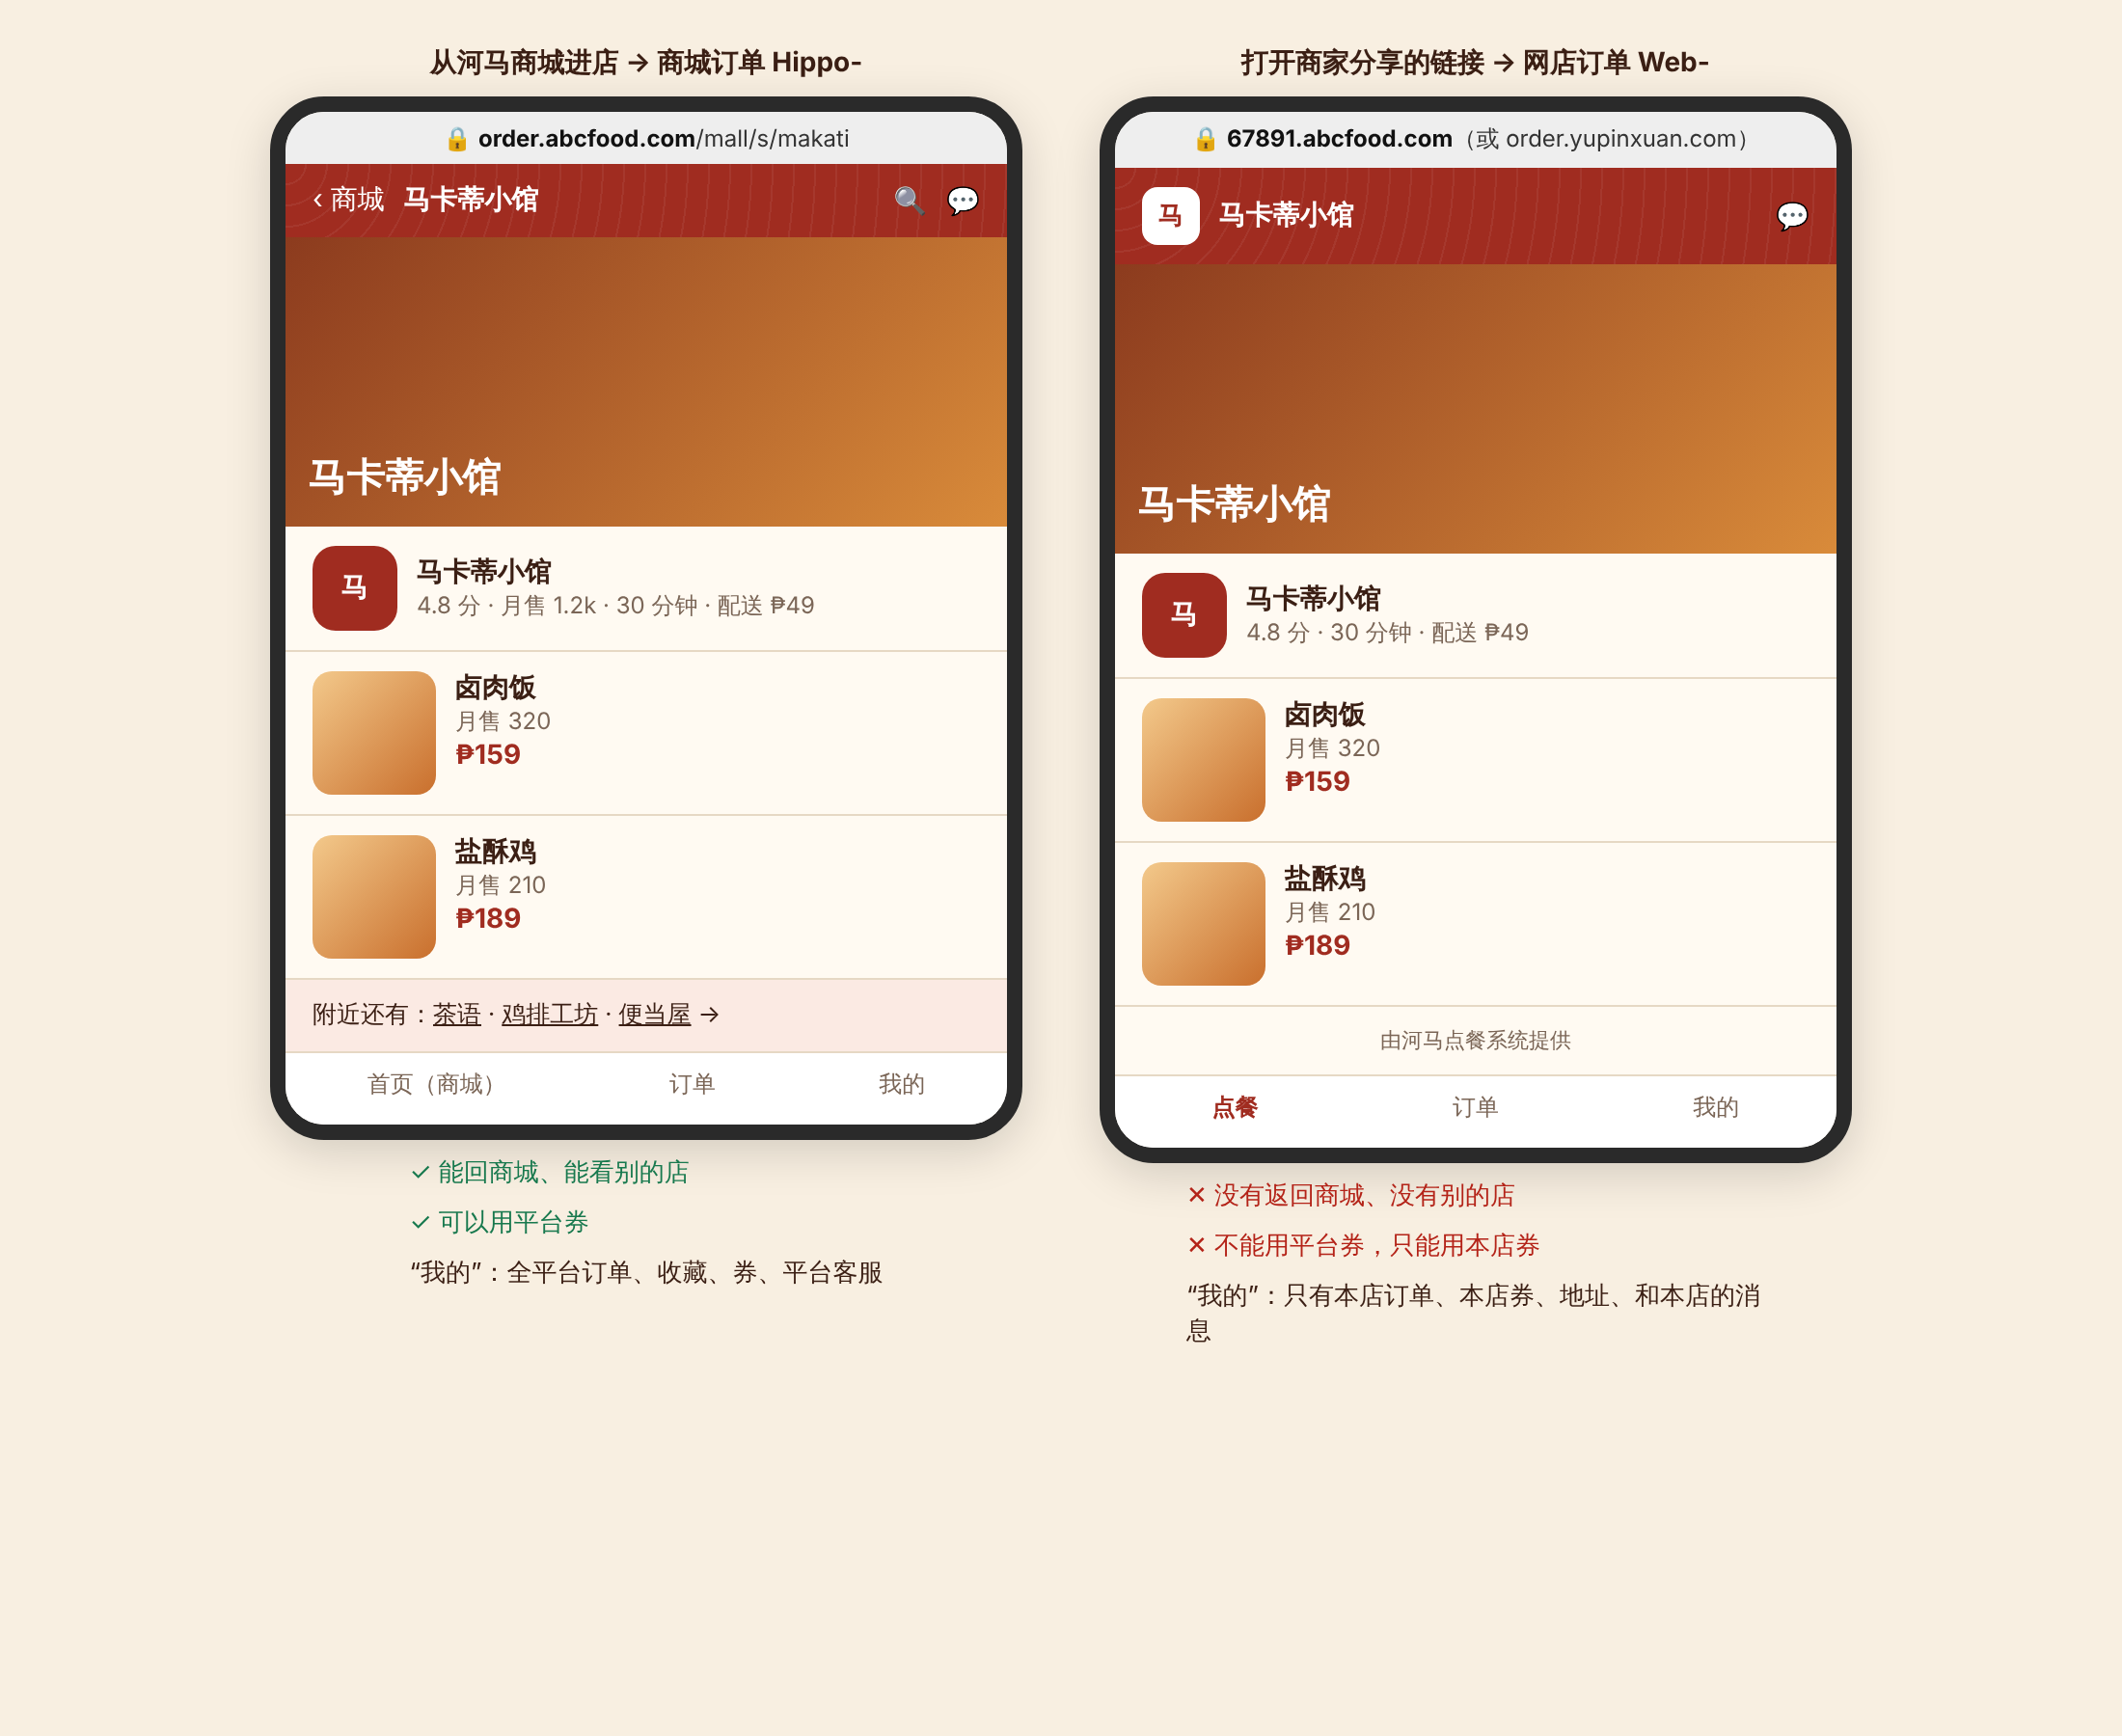 从河马商城进店 → 商城订单 Hippo-
🔒 order.abcfood.com/mall/s/makati
‹ 商城 马卡蒂小馆 🔍 💬
马卡蒂小馆
马
马卡蒂小馆
4.8 分 · 月售 1.2k · 30 分钟 · 配送 ₱49
卤肉饭
月售 320
₱159
盐酥鸡
月售 210
₱189
附近还有：茶语 · 鸡排工坊 · 便当屋 →
首页（商城） 订单 我的
✓ 能回商城、能看别的店
✓ 可以用平台券
“我的”：全平台订单、收藏、券、平台客服
打开商家分享的链接 → 网店订单 Web-
🔒 67891.abcfood.com（或 order.yupinxuan.com）
马 马卡蒂小馆 💬
马卡蒂小馆
马
马卡蒂小馆
4.8 分 · 30 分钟 · 配送 ₱49
卤肉饭
月售 320
₱159
盐酥鸡
月售 210
₱189
由河马点餐系统提供
点餐 订单 我的
✕ 没有返回商城、没有别的店
✕ 不能用平台券，只能用本店券
“我的”：只有本店订单、本店券、地址、和本店的消
息